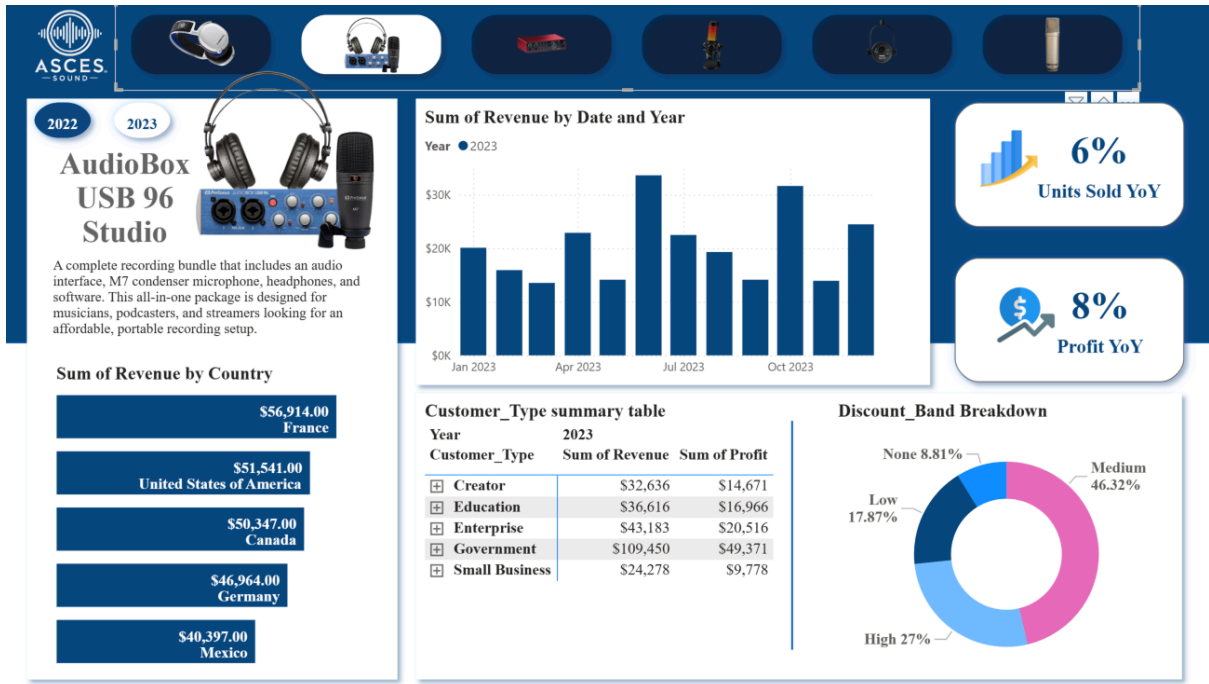 ASCES
SOUND
2022
2023
AudioBox
USB 96
Studio
A complete recording bundle that includes an audio
interface, M7 condenser microphone, headphones, and
software. This all-in-one package is designed for
musicians, podcasters, and streamers looking for an
affordable, portable recording setup.
Sum of Revenue by Country
$56,914.00
France
$51,541.00
United States of America
$50,347.00
Canada
$46,964.00
Germany
$40,397.00
Mexico
Sum of Revenue by Date and Year
Year 2023
$30K
$20K
$10K
$0K
Jan 2023 Apr 2023 Jul 2023 Oct 2023
6%
Units Sold YoY
8%
Profit YoY
Customer_Type summary table
Year 2023
Customer_Type Sum of Revenue Sum of Profit
Creator $32,636 $14,671
Education $36,616 $16,966
Enterprise $43,183 $20,516
Government $109,450 $49,371
Small Business $24,278 $9,778
Discount_Band Breakdown
None 8.81%
Medium
46.32%
Low
17.87%
High 27%